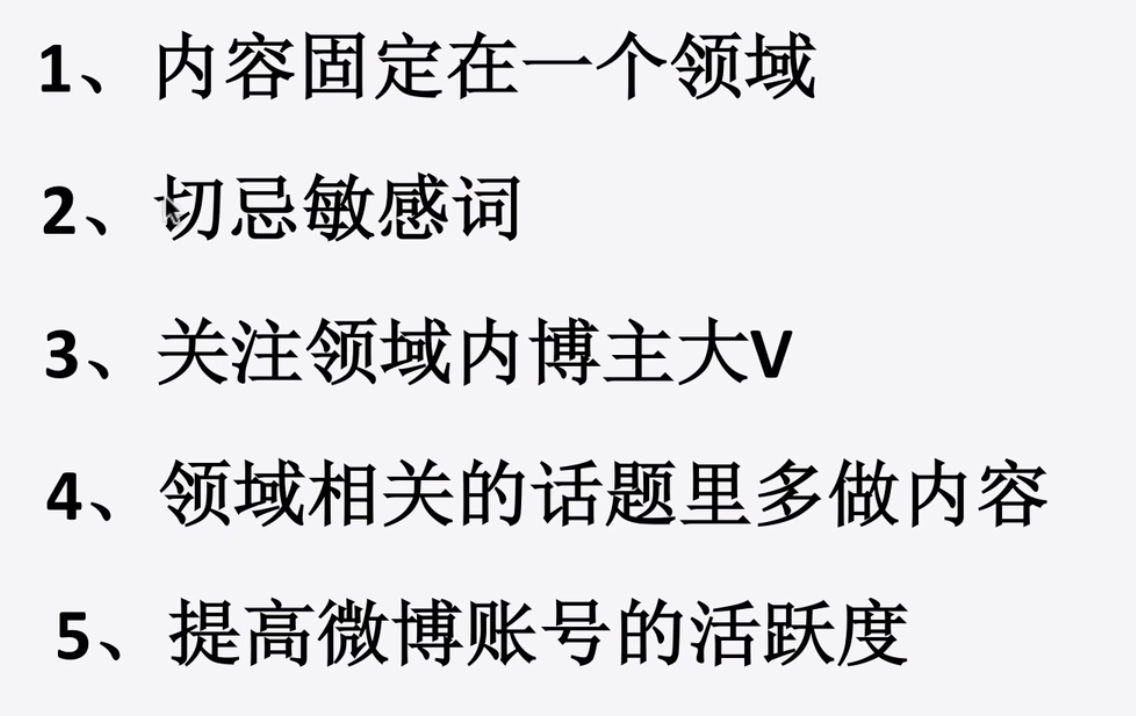 1、内容固定在一个领域
2、切忌敏感词
3、关注领域内博主大V
4、领域相关的话题里多做内容
5、提高微博账号的活跃度